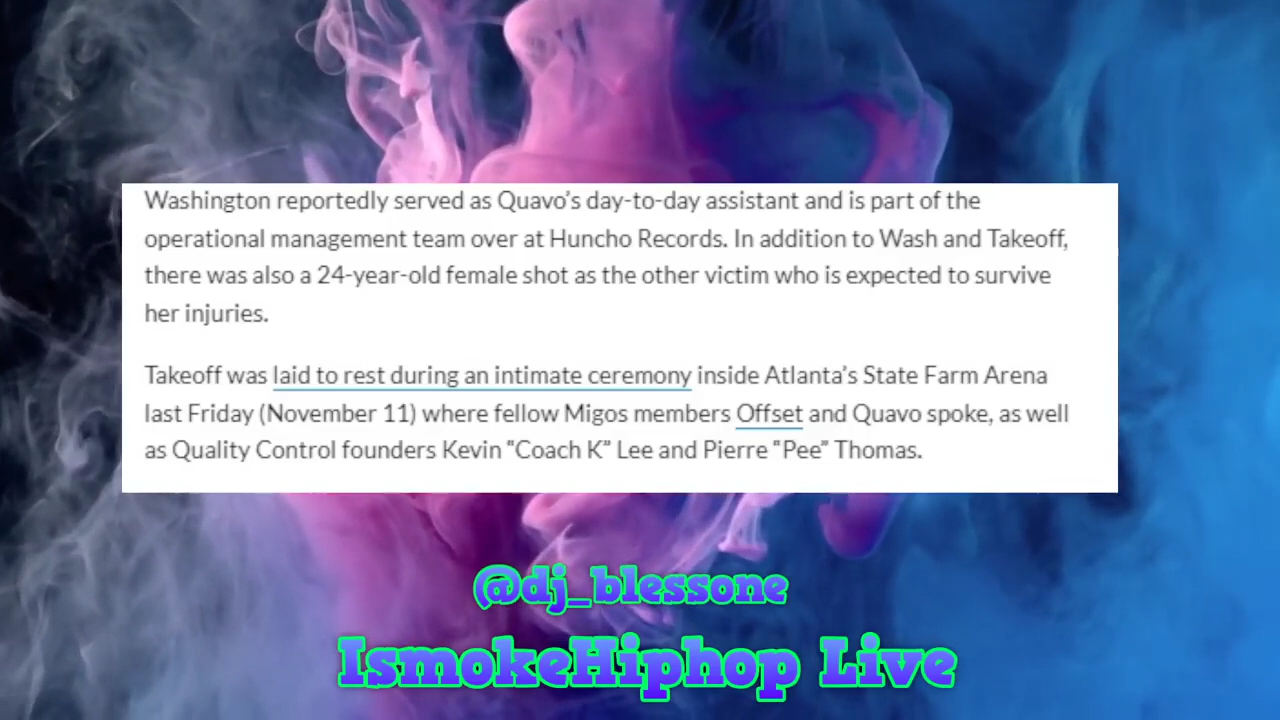 Washington reportedly served as Quavo’s day-to-day assistant and is part of the
operational management team over at Huncho Records. In addition to Wash and Takeoff,
there was also a 24-year-old female shot as the other victim who is expected to survive
her injuries.
Takeoff was laid to rest during an intimate ceremony inside Atlanta’s State Farm Arena
last Friday (November 11) where fellow Migos members Offset and Quavo spoke, as well
as Quality Control founders Kevin “Coach K” Lee and Pierre “Pee” Thomas.
@dj_blessone
IsmokeHiphop Live